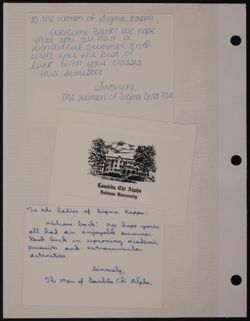 To the women of Sigma Kappa,
Welcome Back! We hope
that you all had a
wonderful summer and
wish you the best of
luck with your classes
this semester
Sincerely,
The women of Sigma Delta Tau
Lambda Chi Alpha
Indiana University
To the ladies of Sigma Kappa:
Welcome back! We hope you've
all had an enjoyable summer.
Good luck in upcoming academic
pursuits and extracurricular
activities.
Sincerely,
The Men of Lambda Chi Alpha